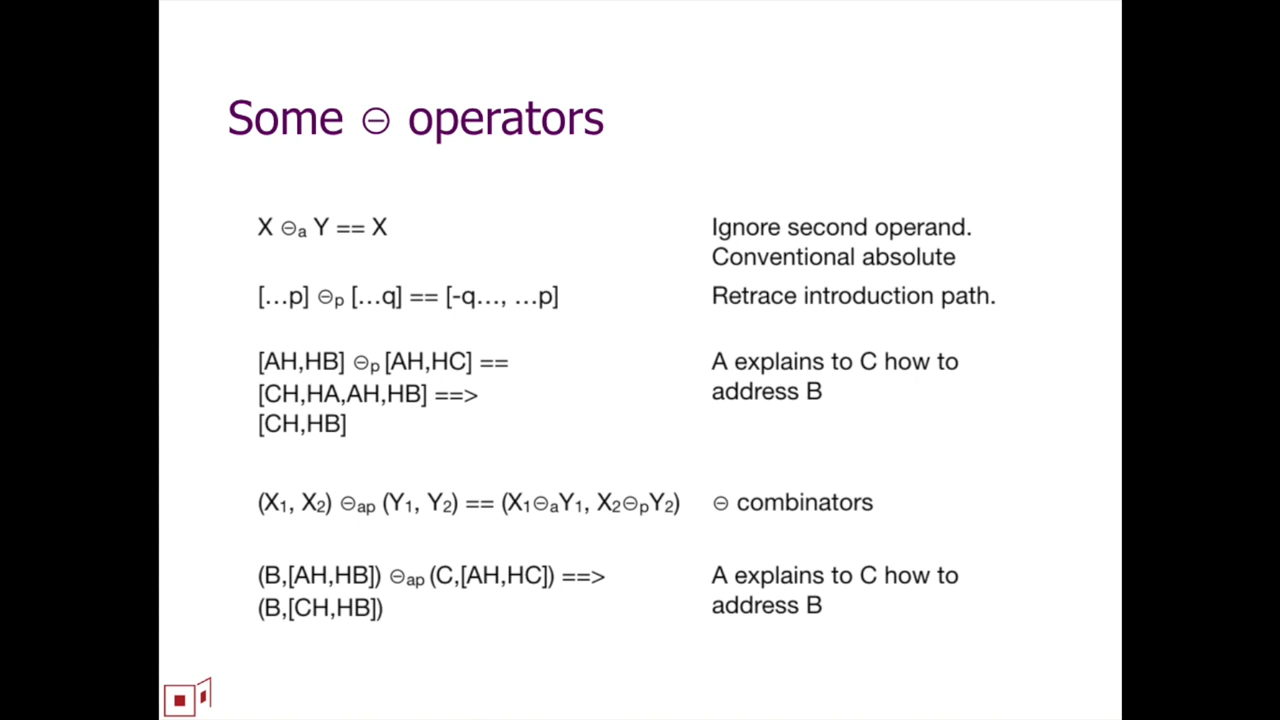 Some ⊖ operators
X ⊖a Y == X
Ignore second operand.
Conventional absolute
[…p] ⊖p […q] == [-q…, …p]
Retrace introduction path.
[AH,HB] ⊖p [AH,HC] ==
[CH,HA,AH,HB] ==>
[CH,HB]
A explains to C how to
address B
(X1, X2) ⊖ap (Y1, Y2) == (X1⊖aY1, X2⊖pY2)
⊖ combinators
(B,[AH,HB]) ⊖ap (C,[AH,HC]) ==>
(B,[CH,HB])
A explains to C how to
address B